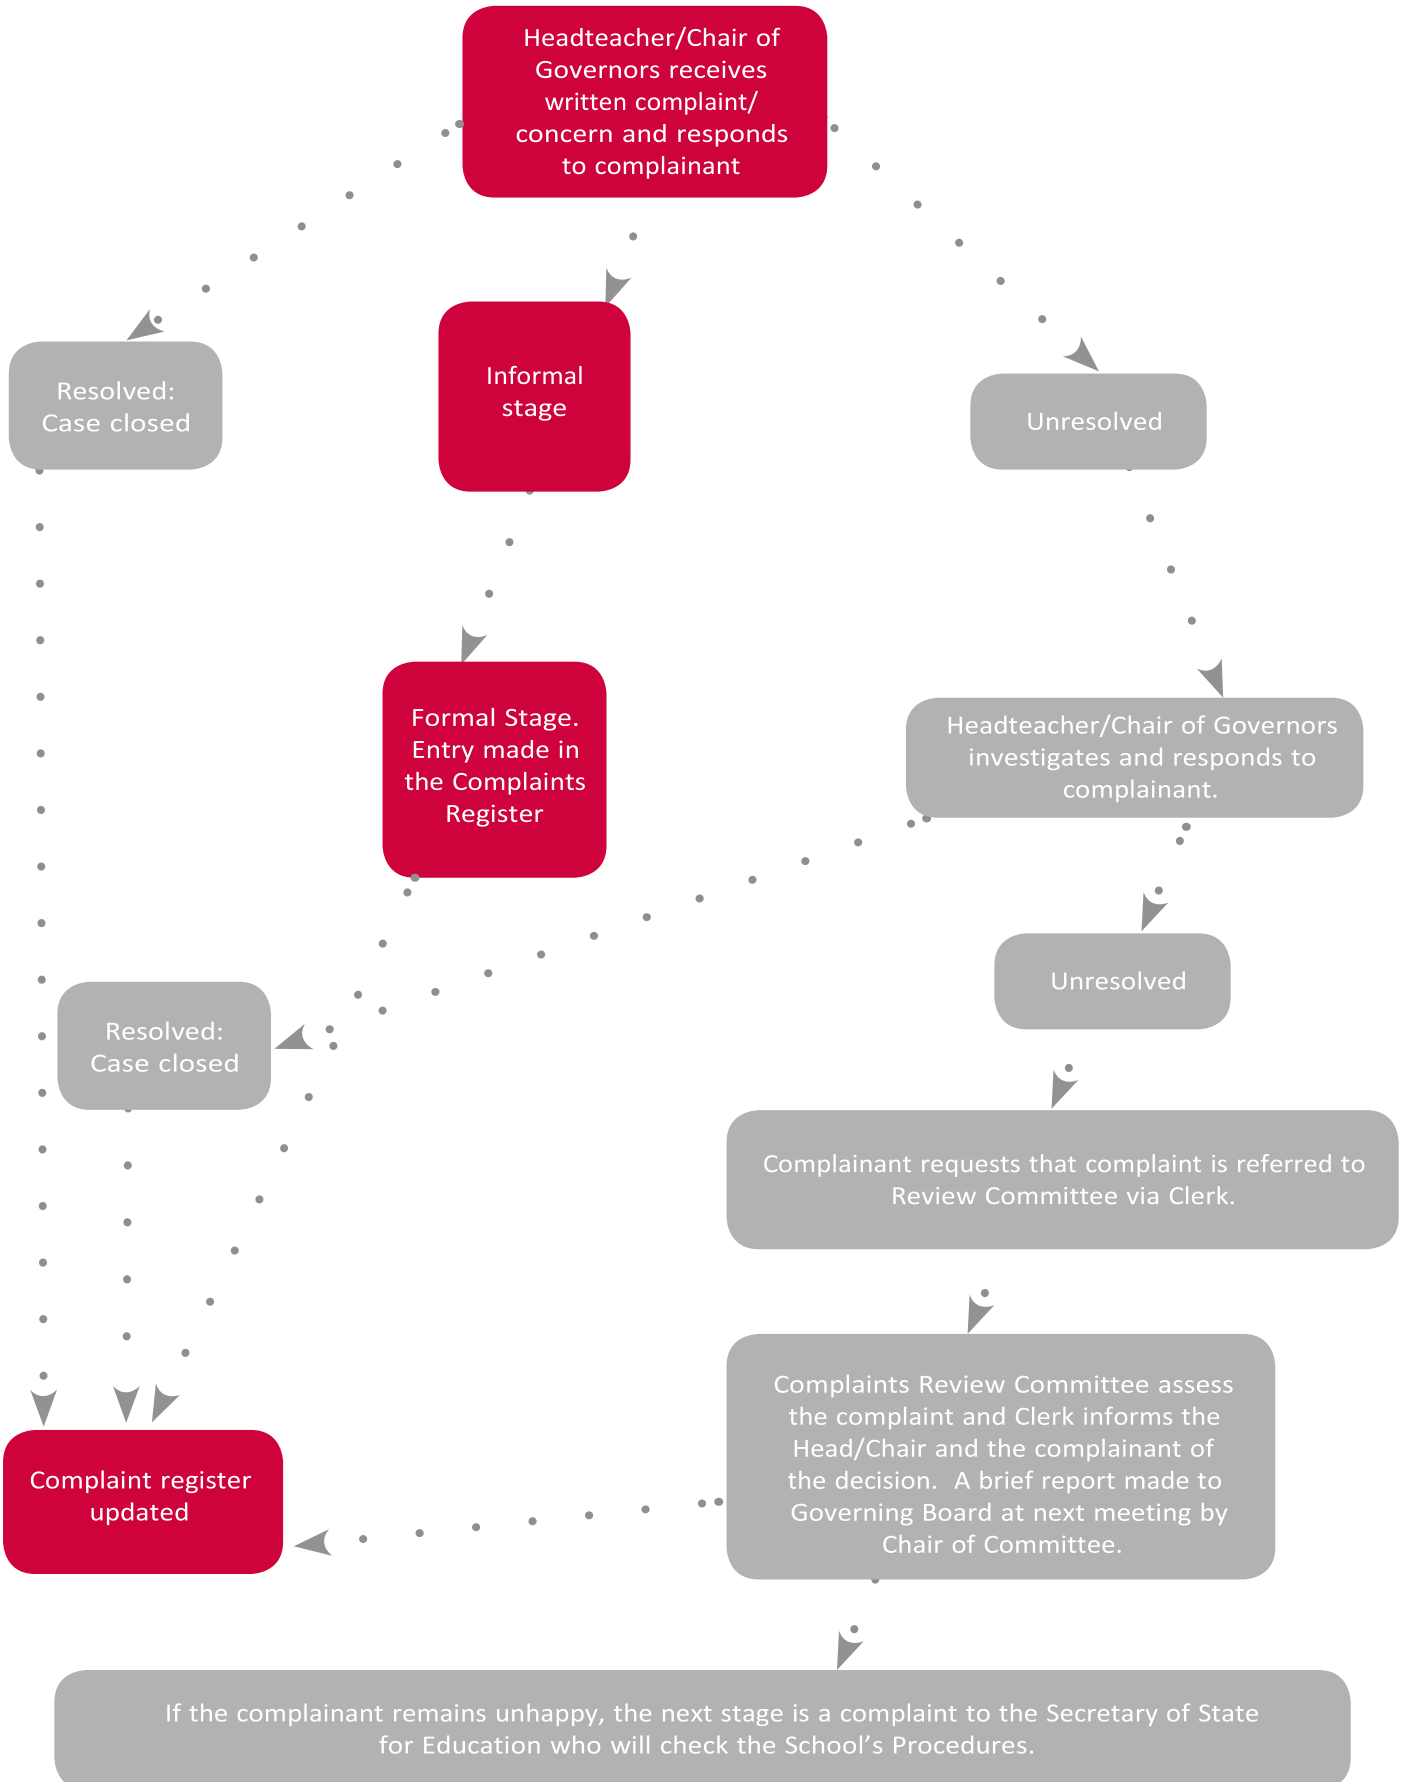 Headteacher/Chair of
Governors receives
written complaint/
concern and responds
to complainant
Resolved:
Case closed
Informal
stage
Unresolved
Formal Stage.
Entry made in
the Complaints
Register
Headteacher/Chair of Governors
investigates and responds to
complainant.
Unresolved
Resolved:
Case closed
Complainant requests that complaint is referred to
Review Committee via Clerk.
Complaints Review Committee assess
the complaint and Clerk informs the
Head/Chair and the complainant of
the decision.  A brief report made to
Governing Board at next meeting by
Chair of Committee.
Complaint register
updated
If the complainant remains unhappy, the next stage is a complaint to the Secretary of State
for Education who will check the School’s Procedures.